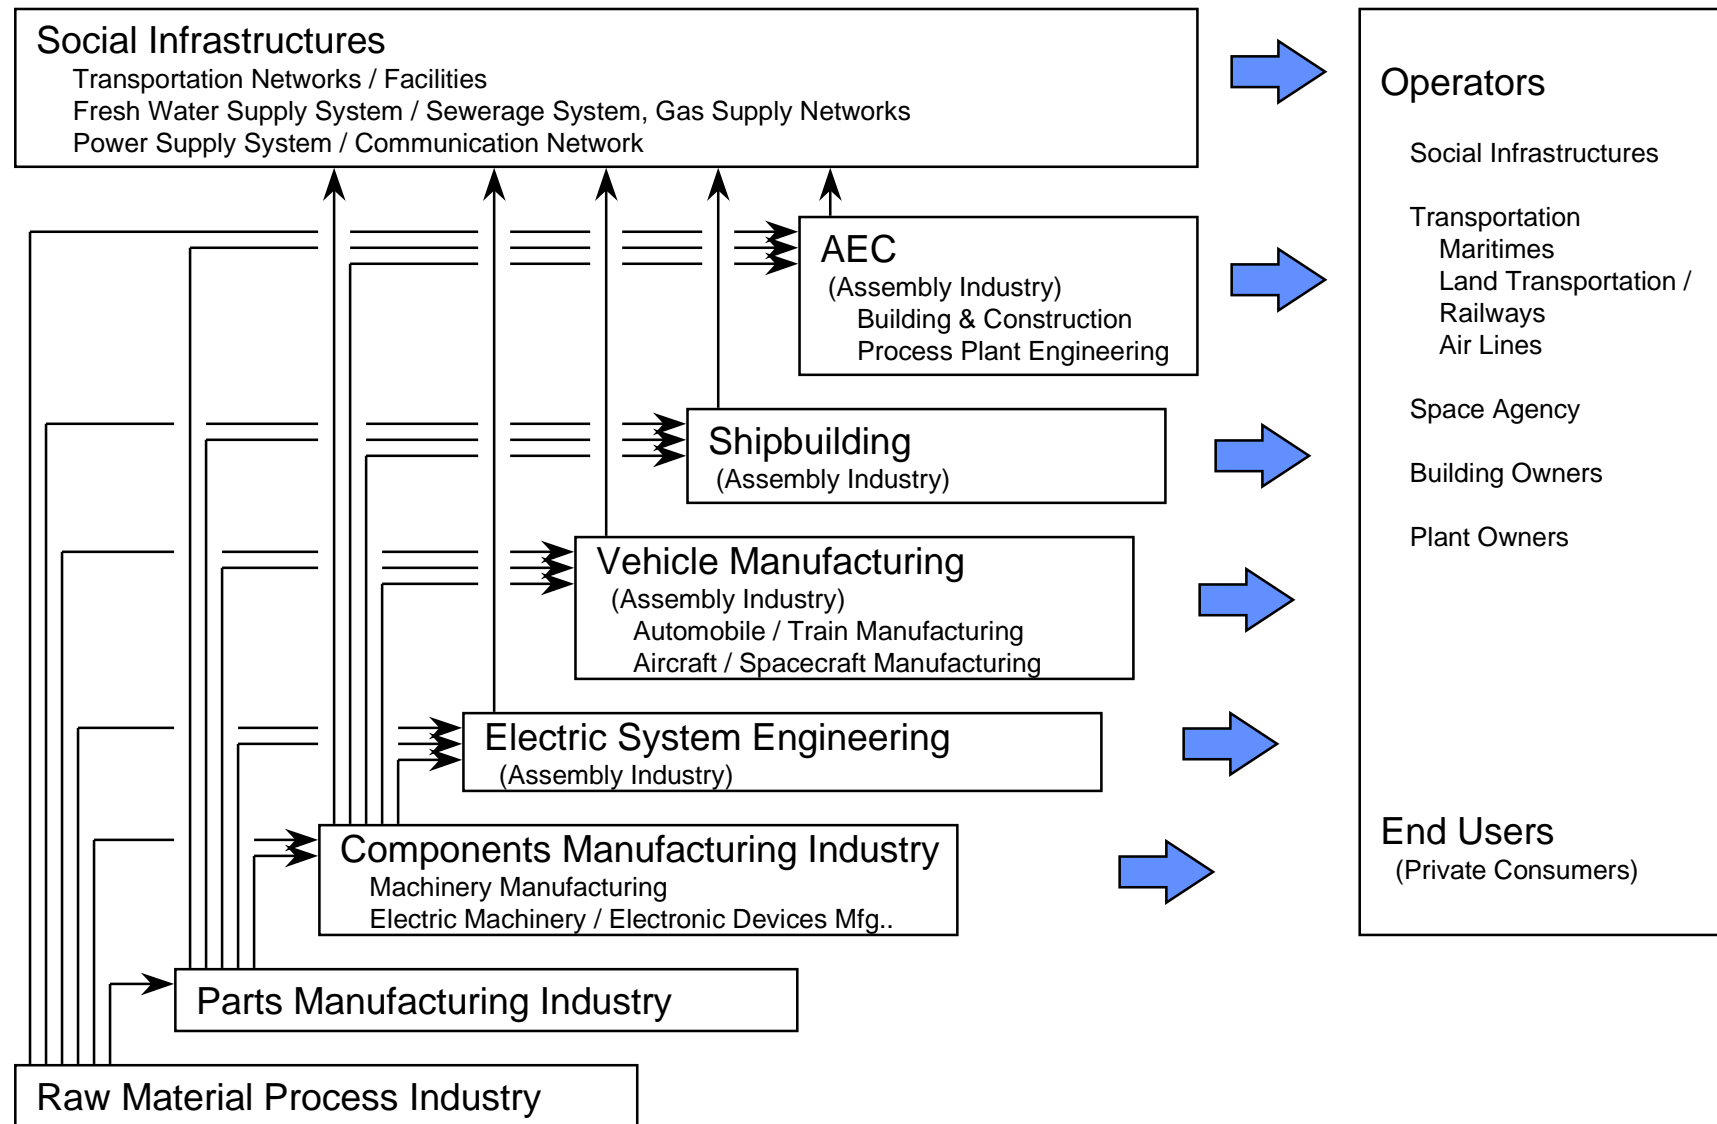 Social Infrastructures
Transportation Networks / Facilities
Fresh Water Supply System / Sewerage System, Gas Supply Networks
Power Supply System / Communication Network
AEC
(Assembly Industry)
Building & Construction
Process Plant Engineering
Shipbuilding
(Assembly Industry)
Vehicle Manufacturing
(Assembly Industry)
Automobile / Train Manufacturing
Aircraft / Spacecraft Manufacturing
Electric System Engineering
(Assembly Industry)
Components Manufacturing Industry
Machinery Manufacturing
Electric Machinery / Electronic Devices Mfg..
Parts Manufacturing Industry
Raw Material Process Industry
Operators
Social Infrastructures
Transportation
Maritimes
Land Transportation /
Railways
Air Lines
Space Agency
Building Owners
Plant Owners
End Users
(Private Consumers)